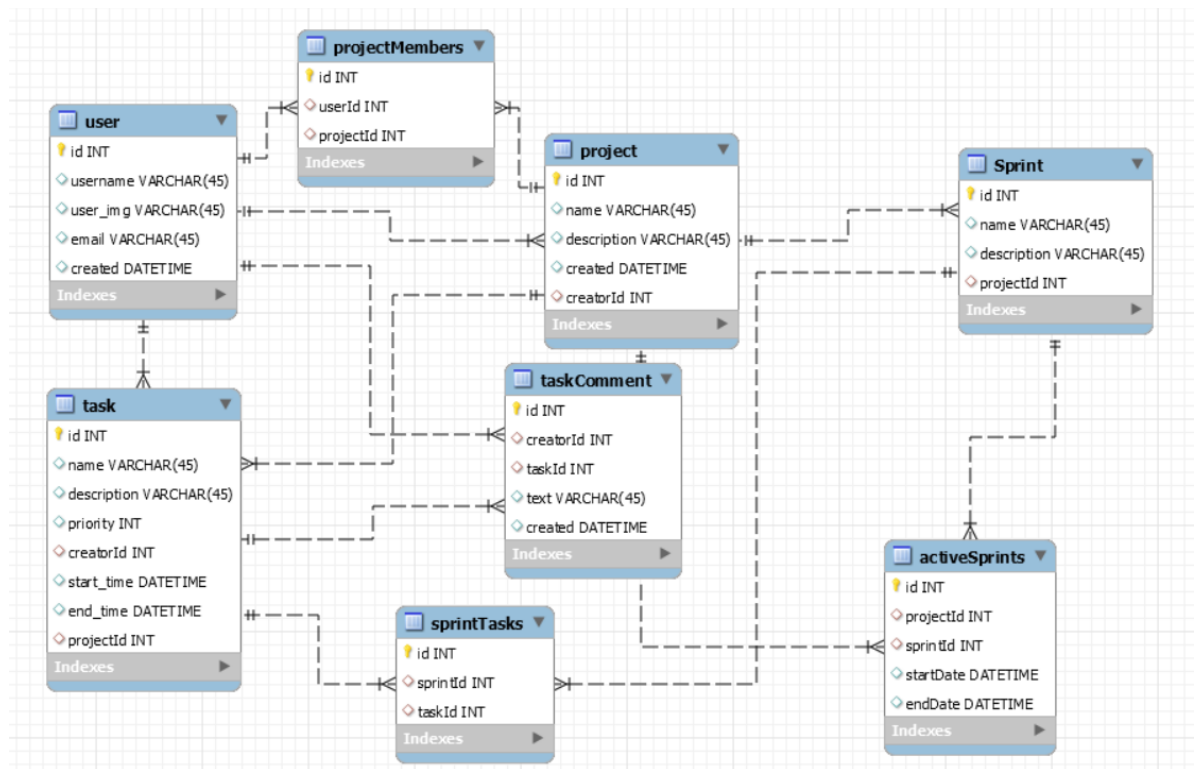 projectMembers
id INT
userId INT
projectId INT
Indexes
user
id INT
username VARCHAR(45)
user_img VARCHAR(45)
email VARCHAR(45)
created DATETIME
Indexes
project
id INT
name VARCHAR(45)
description VARCHAR(45)
created DATETIME
creatorId INT
Indexes
Sprint
id INT
name VARCHAR(45)
description VARCHAR(45)
projectId INT
Indexes
task
id INT
name VARCHAR(45)
description VARCHAR(45)
priority INT
creatorId INT
start_time DATETIME
end_time DATETIME
projectId INT
Indexes
taskComment
id INT
creatorId INT
taskId INT
text VARCHAR(45)
created DATETIME
Indexes
sprintTasks
id INT
sprintId INT
taskId INT
Indexes
activeSprints
id INT
projectId INT
sprintId INT
startDate DATETIME
endDate DATETIME
Indexes